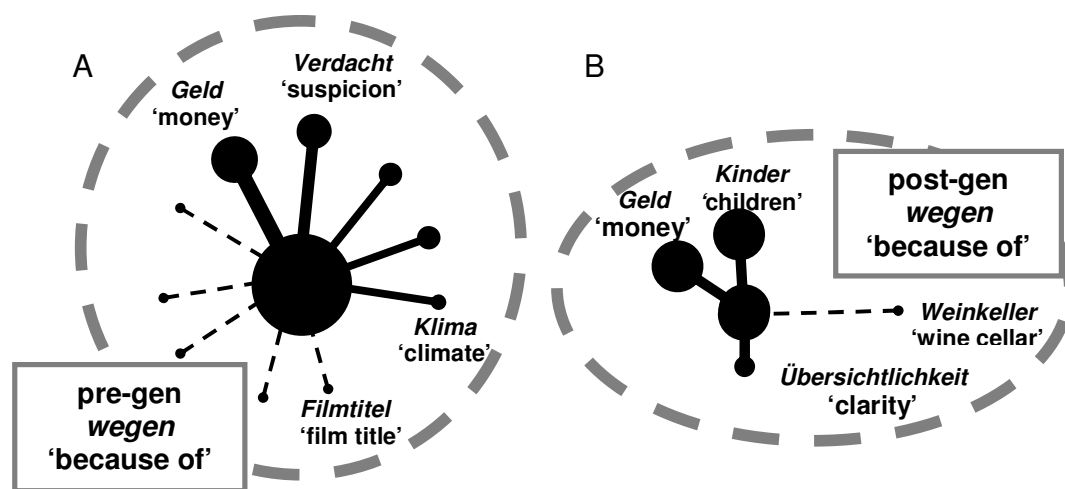 A
Verdacht
‘suspicion’
Geld
‘money’
Klima
‘climate’
Filmtitel
‘film title’
pre-gen
wegen
‘because of’
B
Kinder
‘children’
Geld
‘money’
post-gen
wegen
‘because of’
Weinkeller
‘wine cellar’
Übersichtlichkeit
‘clarity’